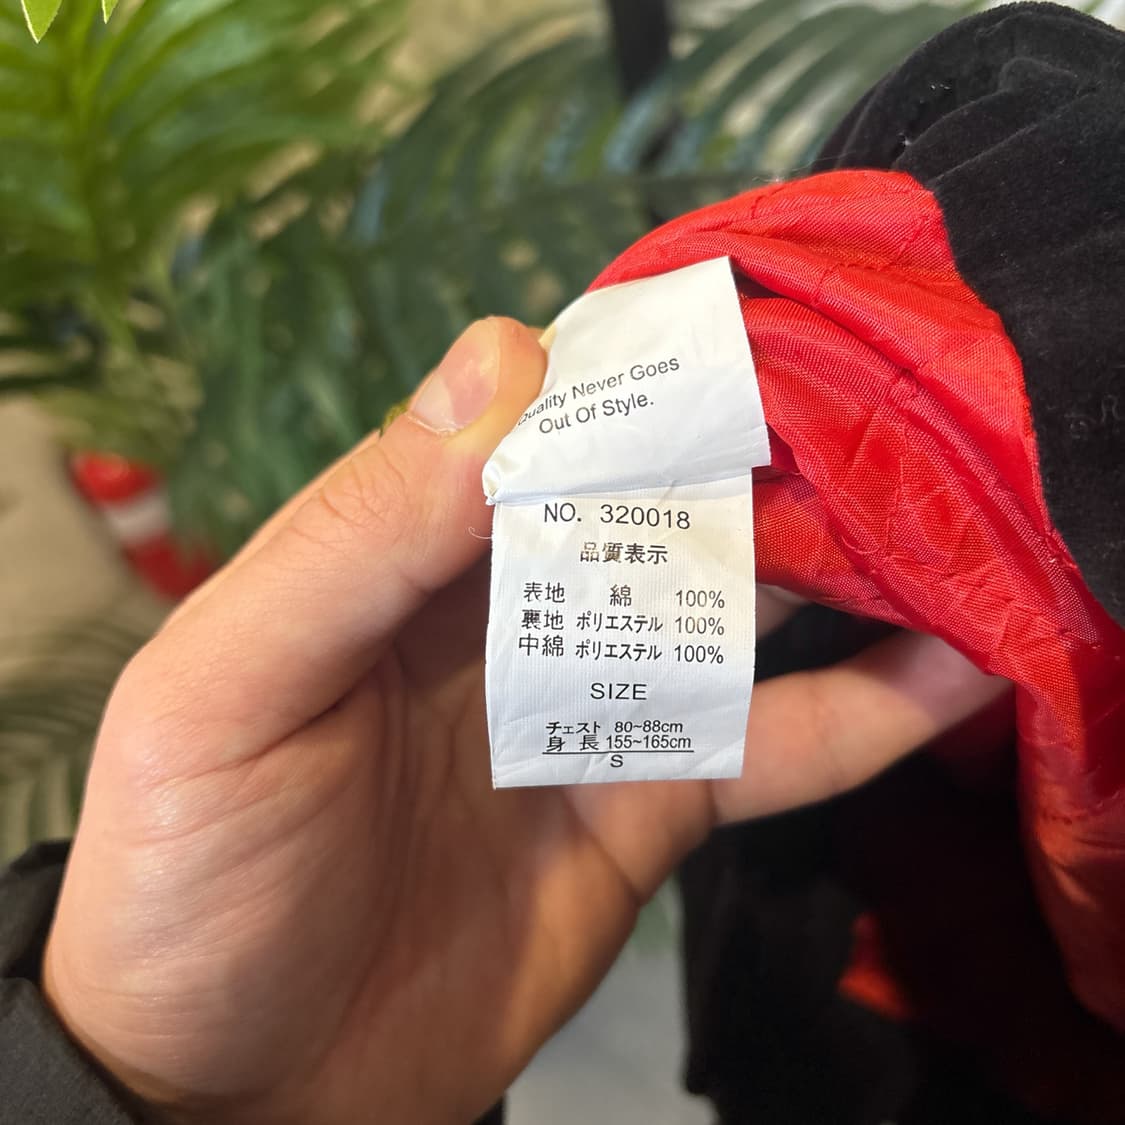 Quality Never Goes
Out Of Style.
NO. 320018
品質表示
表地 綿 100%
裏地 ポリエステル 100%
中綿 ポリエステル 100%
SIZE
チェスト 80~88cm
身長 155~165cm
S